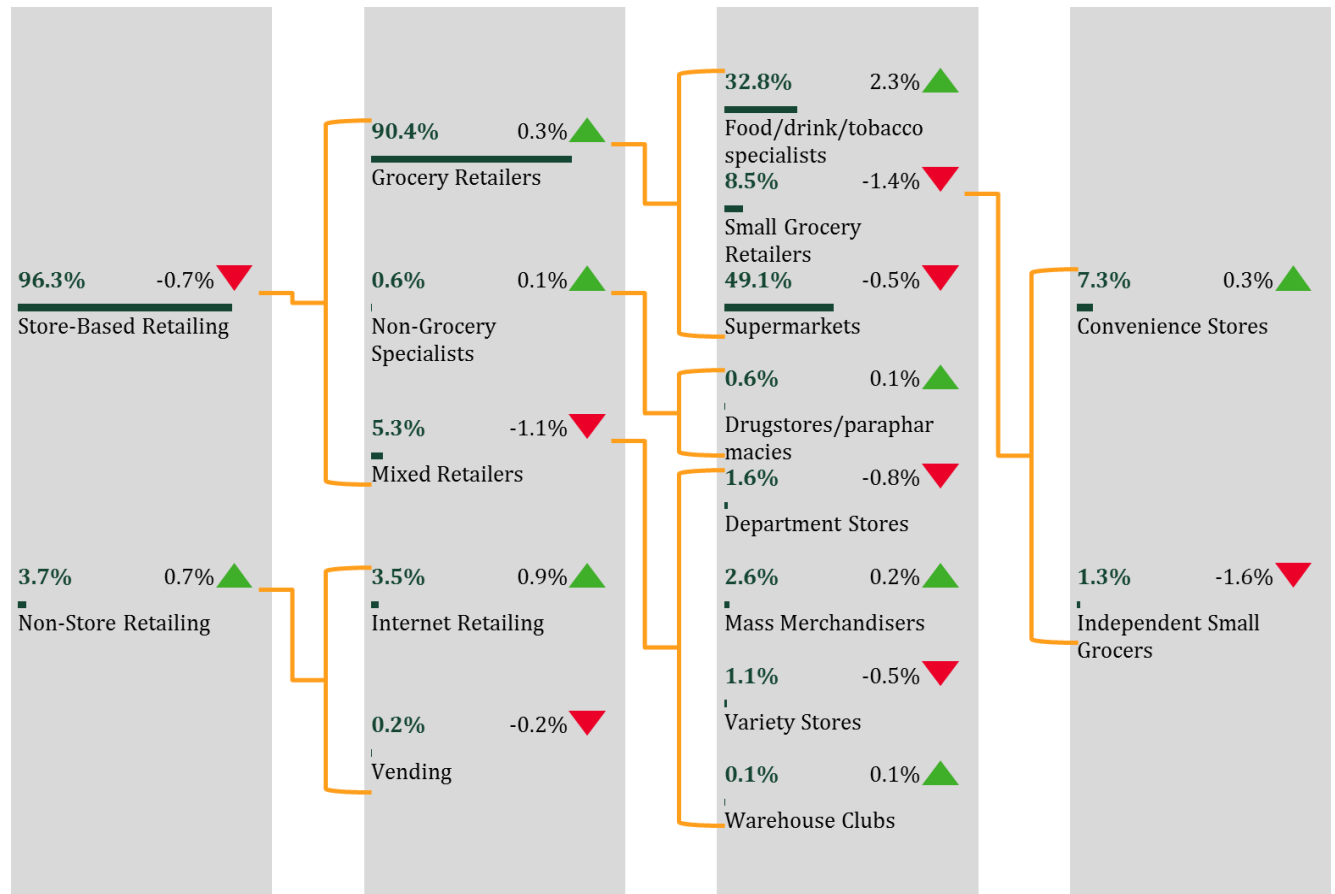 96.3% -0.7%
Store-Based Retailing
3.7% 0.7%
Non-Store Retailing
90.4% 0.3%
Grocery Retailers
0.6% 0.1%
Non-Grocery
Specialists
5.3% -1.1%
Mixed Retailers
3.5% 0.9%
Internet Retailing
0.2% -0.2%
Vending
32.8% 2.3%
Food/drink/tobacco
specialists
8.5% -1.4%
Small Grocery
Retailers
49.1% -0.5%
Supermarkets
0.6% 0.1%
Drugstores/paraphar
macies
1.6% -0.8%
Department Stores
2.6% 0.2%
Mass Merchandisers
1.1% -0.5%
Variety Stores
0.1% 0.1%
Warehouse Clubs
7.3% 0.3%
Convenience Stores
1.3% -1.6%
Independent Small
Grocers